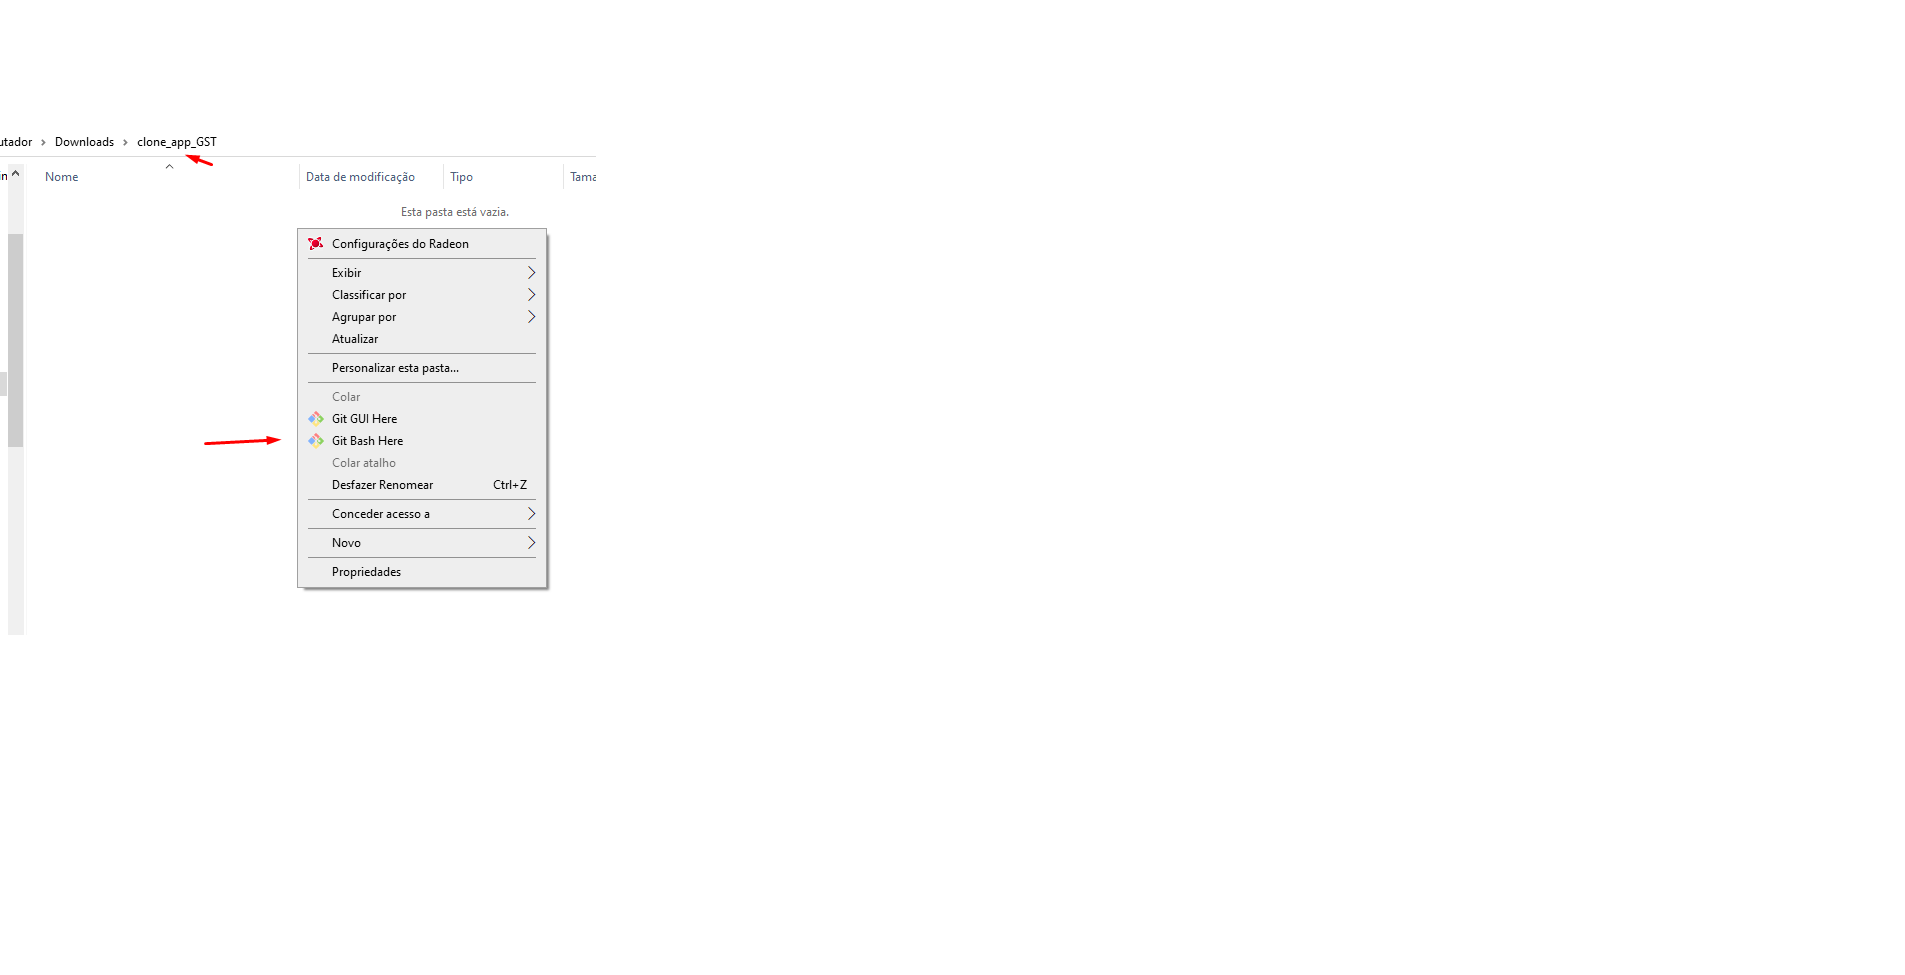 utador > Downloads > clone_app_GST
in
Nome Data de modificação Tipo Tama
Esta pasta está vazia.
Configurações do Radeon
Exibir
Classificar por
Agrupar por
Atualizar
Personalizar esta pasta...
Colar
Git GUI Here
Git Bash Here
Colar atalho
Desfazer Renomear Ctrl+Z
Conceder acesso a
Novo
Propriedades